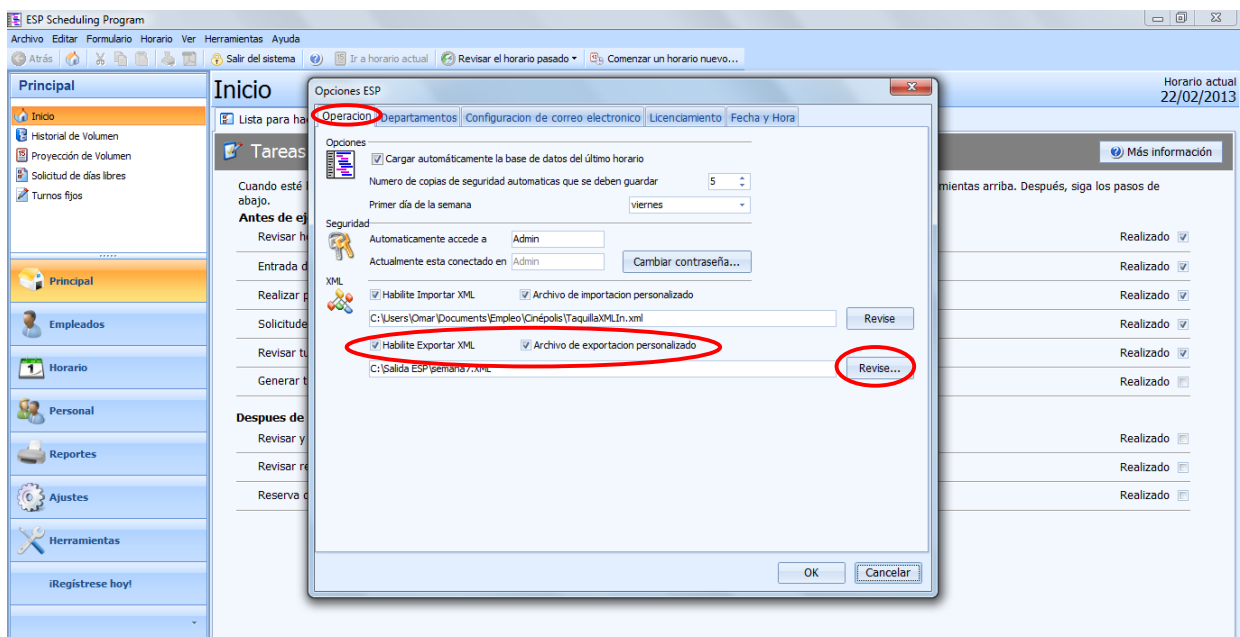 ESP Scheduling Program
Archivo Editar Formulario Horario Ver Herramientas Ayuda
Atrás Salir del sistema Ir a horario actual Revisar el horario pasado Comenzar un horario nuevo...
Principal
Inicio
Historial de Volumen
Proyección de Volumen
Solicitud de días libres
Turnos fijos
Principal
Empleados
Horario
Personal
Reportes
Ajustes
Herramientas
¡Regístrese hoy!
Inicio
Horario actual
22/02/2013
Lista para ha
Tareas
Más información
Cuando esté
mientas arriba. Después, siga los pasos de
abajo.
Antes de ej
Revisar h
Realizado
Entrada d
Realizado
Realizar p
Realizado
Solicitude
Realizado
Revisar tu
Realizado
Generar t
Realizado
Despues de
Revisar y
Realizado
Revisar re
Realizado
Reserva d
Realizado
Opciones ESP
Operacion Departamentos Configuracion de correo electronico Licenciamiento Fecha y Hora
Opciones
Cargar automáticamente la base de datos del último horario
Numero de copias de seguridad automaticas que se deben guardar 5
Primer día de la semana viernes
Seguridad
Automaticamente accede a Admin
Actualmente esta conectado en Admin Cambiar contraseña...
XML
Habilite Importar XML Archivo de importacion personalizado
C:\Users\Omar\Documents\Empleo\Cinépolis\TaquillaXMLIn.xml Revise
Habilite Exportar XML Archivo de exportacion personalizado
C:\Salida ESP\semana7.XML Revise...
OK Cancelar